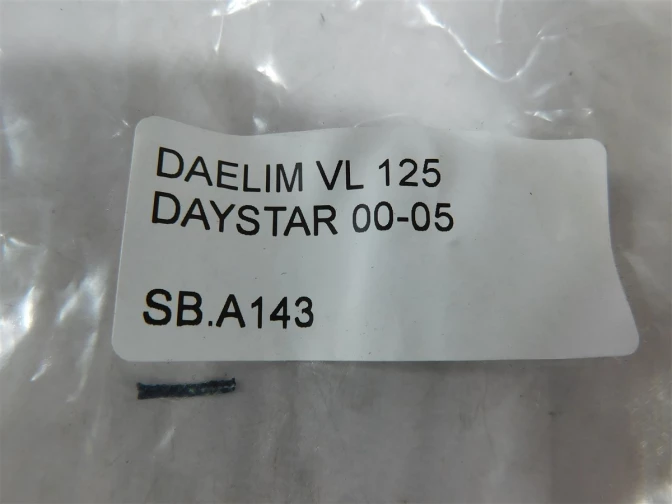 DAELIM VL 125
DAYSTAR 00-05
SB.A143